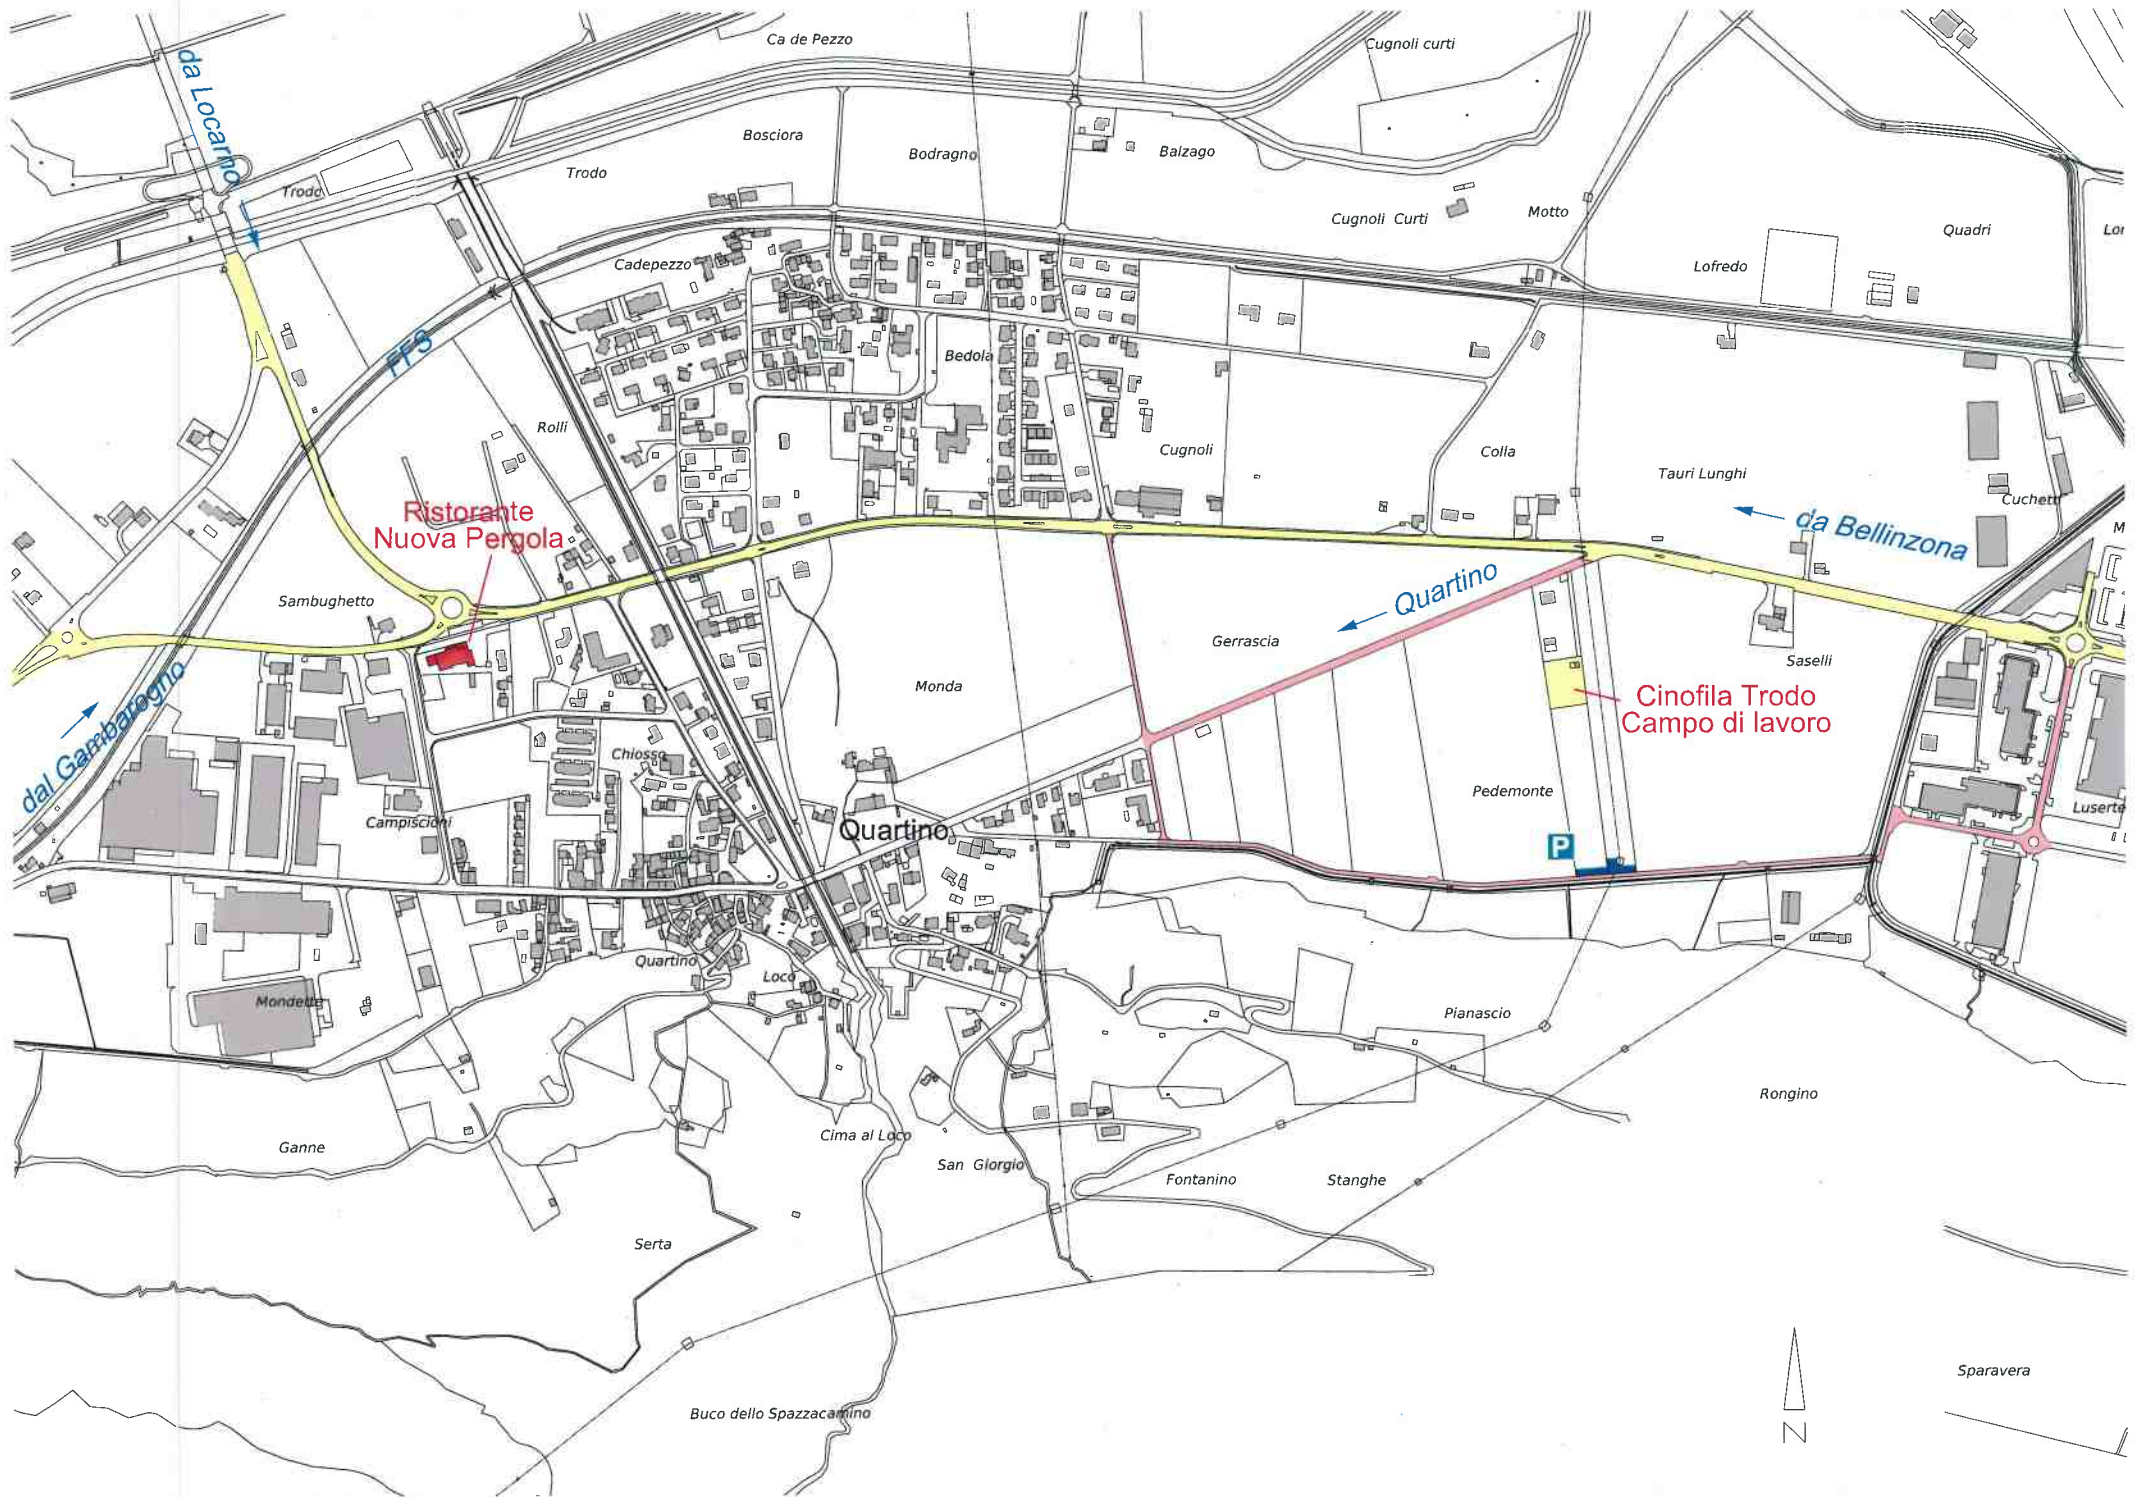 Ca de Pezzo
Cugnoli curti
da Locarno
Bosciora
Bodragno
Balzago
Trodo
Trodo
Cugnoli Curti
Motto
Quadri
Lofredo
Cadepezzo
FFS
Bedola
Rolli
Cugnoli
Colla
Tauri Lunghi
Cuchetti
Ristorante
Nuova Pergola
da Bellinzona
Quartino
Sambughetto
Gerrascia
Saselli
Monda
Cinofila Trodo
Campo di lavoro
dal Gambarogno
Chiosso
Pedemonte
Campiscioni
Quartino
P
Quartino
Loco
Mondette
Pianascio
Rongino
Ganne
Cima al Loco
San Giorgio
Fontanino
Stanghe
Serta
Sparavera
Buco dello Spazzacamino
N